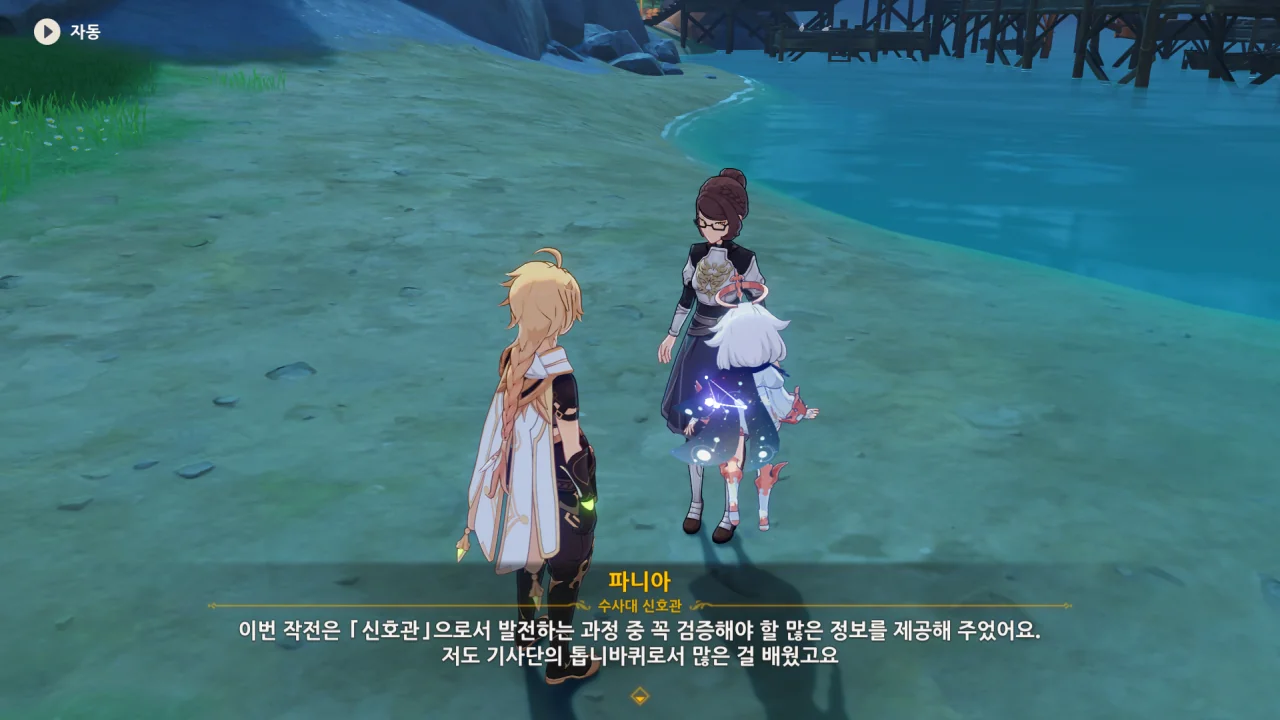 자동
파니아
수사대 신호관
이번 작전은 「신호관」으로서 발전하는 과정 중 꼭 검증해야 할 많은 정보를 제공해 주었어요.
저도 기사단의 톱니바퀴로서 많은 걸 배웠고요